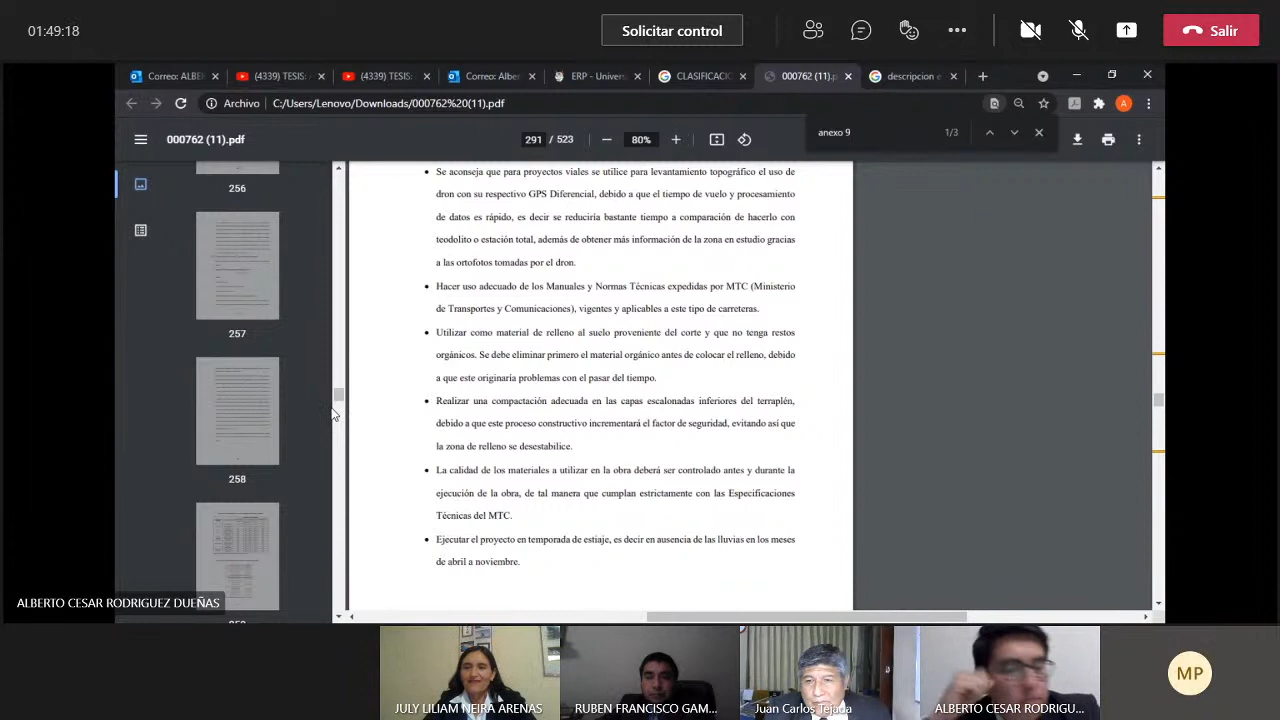 01:49:18
Solicitar control
Salir
Correo: ALBE
(4339) TESIS:
(4339) TESIS:
Correo: Alber
ERP - Univers
CLASIFICACIO
000762 (11).p
descripcion e
Archivo
C:/Users/Lenovo/Downloads/000762%20(11).pdf
A
000762 (11).pdf
291 / 523
80%
anexo 9
1/3
256
257
258
• Se aconseja que para proyectos viales se utilice para levantamiento topográfico el uso de
dron con su respectivo GPS Diferencial, debido a que el tiempo de vuelo y procesamiento
de datos es rápido, es decir se reduciría bastante tiempo a comparación de hacerlo con
teodolito o estación total, además de obtener más información de la zona en estudio gracias
a las ortofotos tomadas por el dron.
• Hacer uso adecuado de los Manuales y Normas Técnicas expedidas por MTC (Ministerio
de Transportes y Comunicaciones), vigentes y aplicables a este tipo de carreteras.
• Utilizar como material de relleno al suelo proveniente del corte y que no tenga restos
orgánicos. Se debe eliminar primero el material orgánico antes de colocar el relleno, debido
a que este originaría problemas con el pasar del tiempo.
• Realizar una compactación adecuada en las capas escalonadas inferiores del terraplén,
debido a que este proceso constructivo incrementará el factor de seguridad, evitando así que
la zona de relleno se desestabilice.
• La calidad de los materiales a utilizar en la obra deberá ser controlado antes y durante la
ejecución de la obra, de tal manera que cumplan estrictamente con las Especificaciones
Técnicas del MTC.
• Ejecutar el proyecto en temporada de estiaje, es decir en ausencia de las lluvias en los meses
de abril a noviembre.
ALBERTO CESAR RODRIGUEZ DUEÑAS
JULY LILIAM NEIRA ARENAS
RUBEN FRANCISCO GAM...
Juan Carlos Tejada
ALBERTO CESAR RODRIGU...
MP